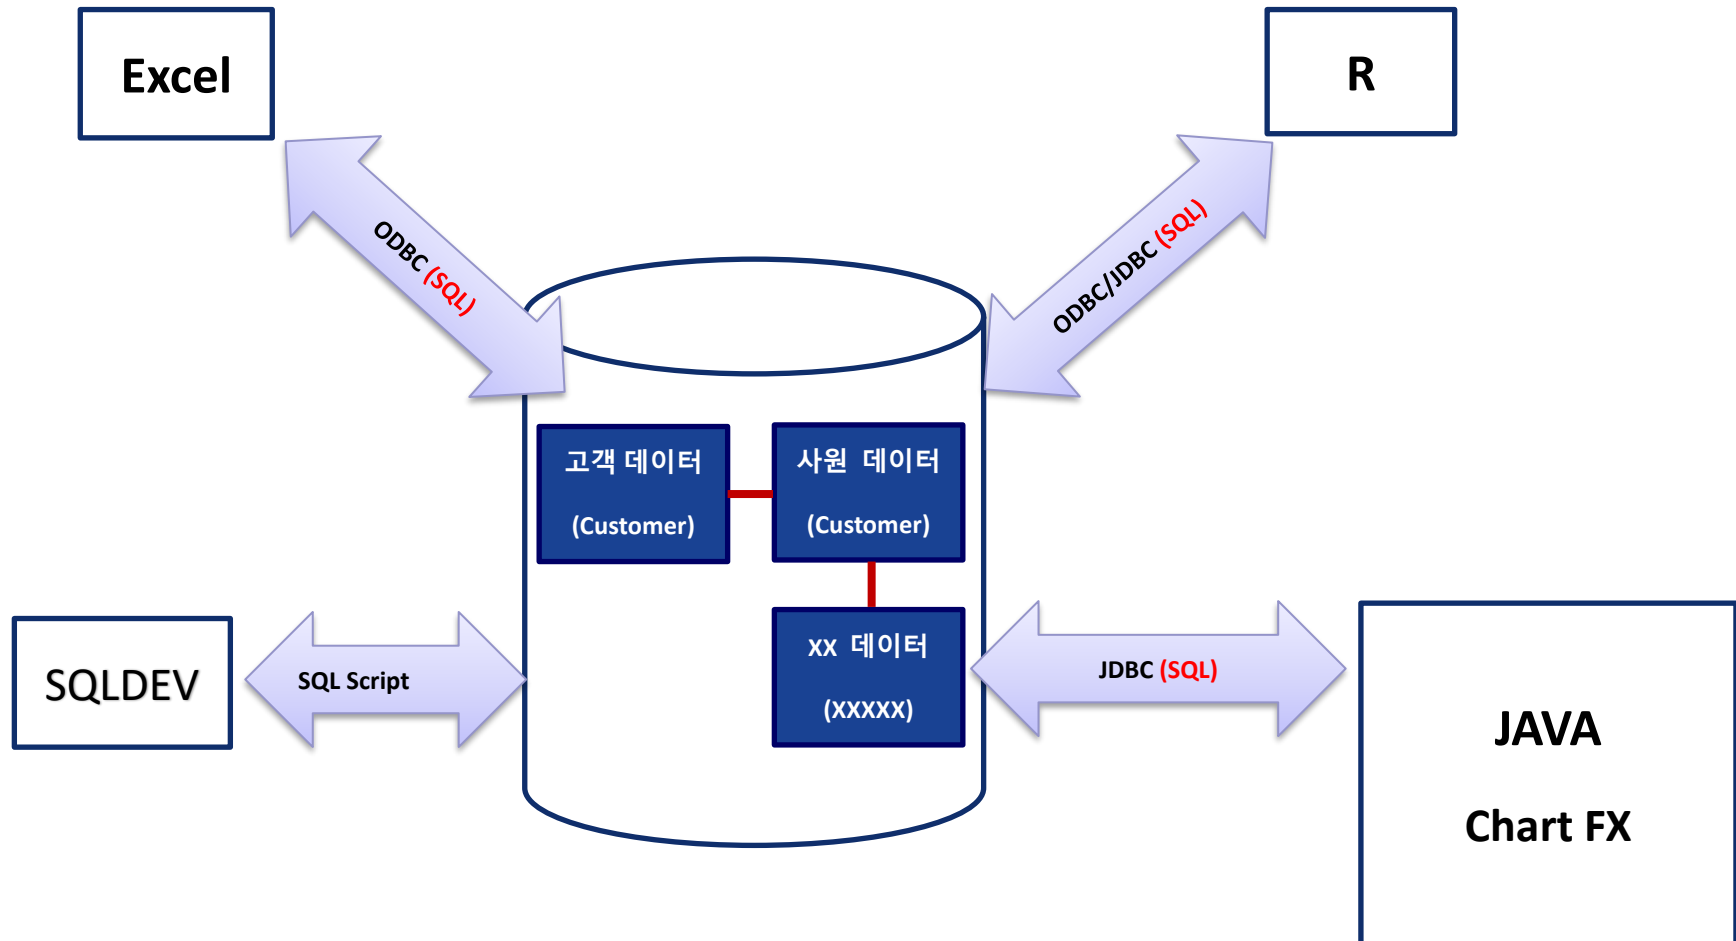 Excel
R
ODBC (SQL)
ODBC/JDBC (SQL)
고객 데이터
(Customer)
사원 데이터
(Customer)
XX 데이터
(XXXXX)
SQLDEV
SQL Script
JDBC (SQL)
JAVA
Chart FX